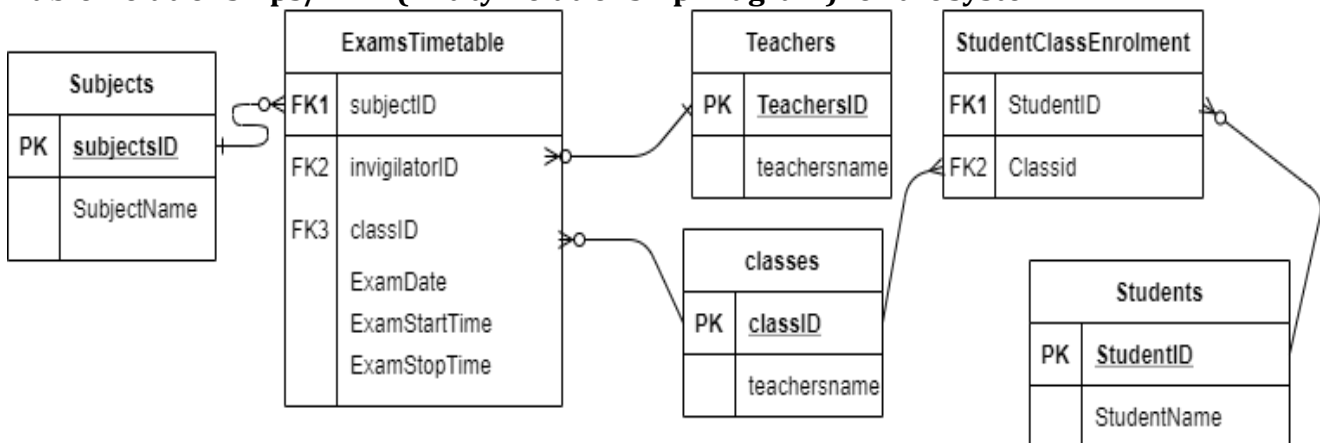 Subjects
PK subjectsID
SubjectName
ExamsTimetable
FK1 subjectID
FK2 invigilatorID
FK3 classID
ExamDate
ExamStartTime
ExamStopTime
Teachers
PK TeachersID
teachersname
classes
PK classID
teachersname
StudentClassEnrolment
FK1 StudentID
FK2 Classid
Students
PK StudentID
StudentName